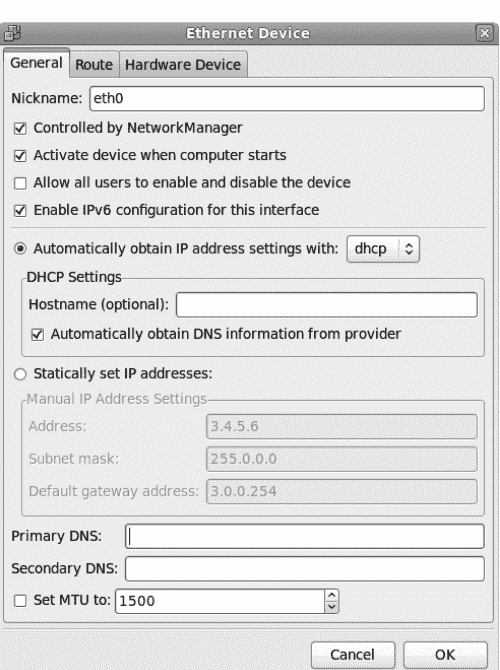 Ethernet Device
General Route Hardware Device
Nickname: eth0
Controlled by NetworkManager
Activate device when computer starts
Allow all users to enable and disable the device
Enable IPv6 configuration for this interface
Automatically obtain IP address settings with: dhcp
DHCP Settings
Hostname (optional):
Automatically obtain DNS information from provider
Statically set IP addresses:
Manual IP Address Settings
Address: 3.4.5.6
Subnet mask: 255.0.0.0
Default gateway address: 3.0.0.254
Primary DNS:
Secondary DNS:
Set MTU to: 1500
Cancel OK